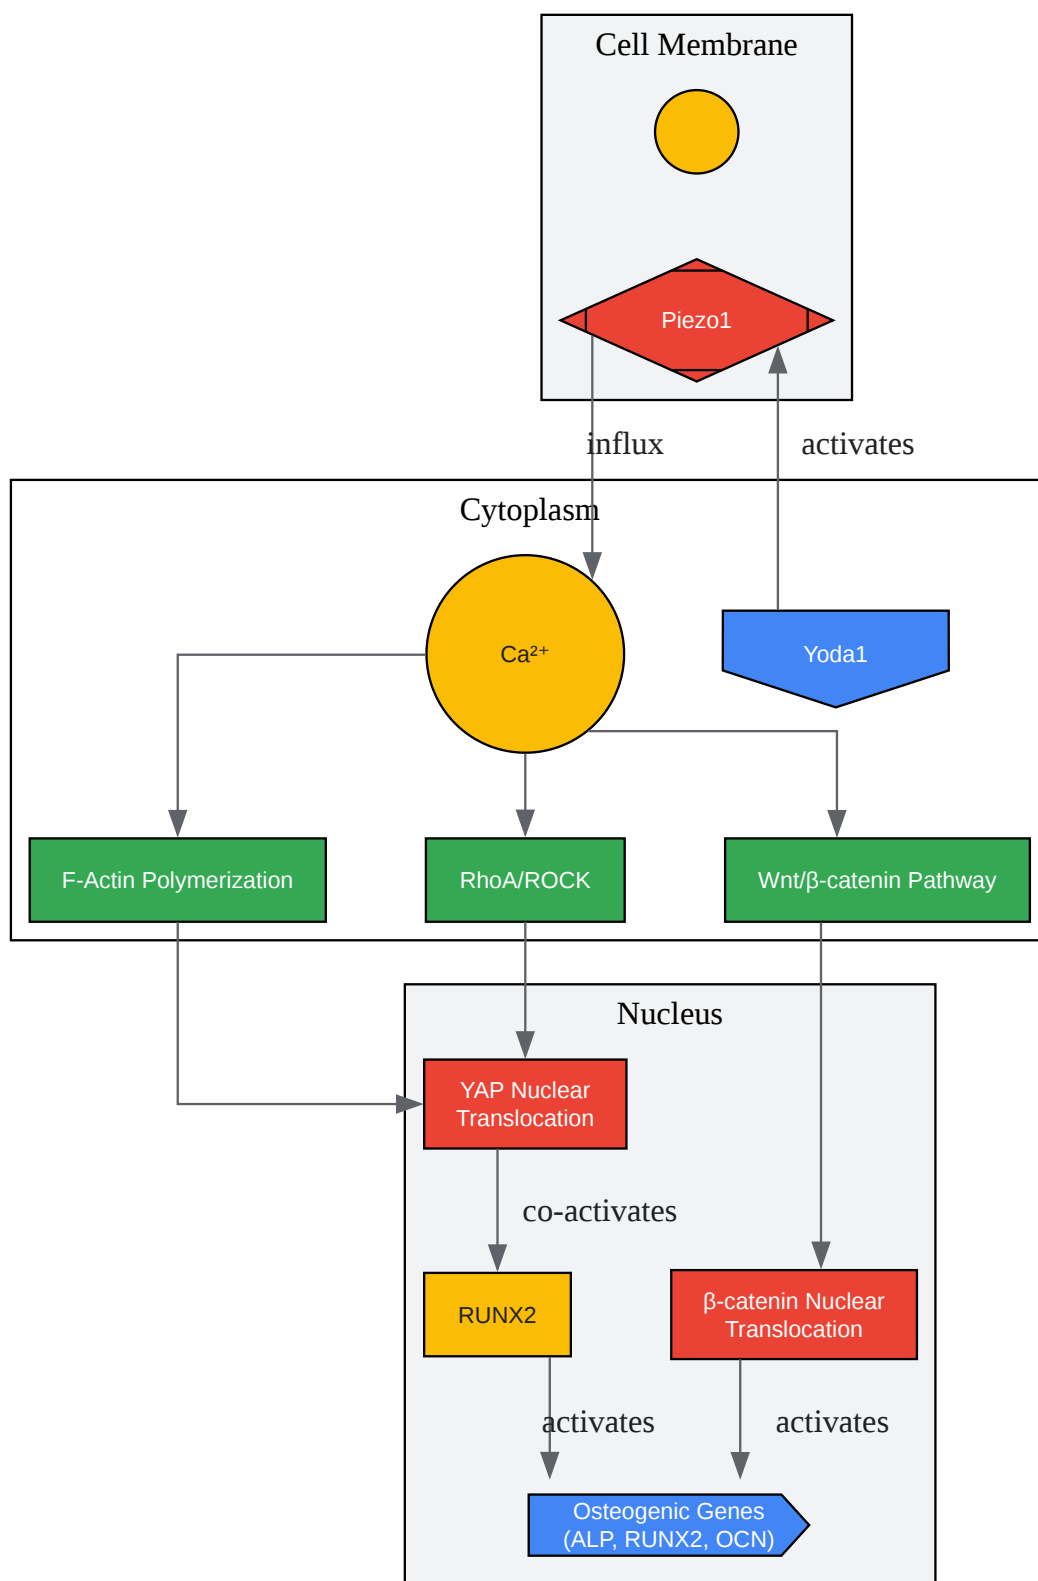 Cell Membrane
Piezo1
influx
activates
Cytoplasm
Ca²⁺
Yoda1
F-Actin Polymerization
RhoA/ROCK
Wnt/β-catenin Pathway
Nucleus
YAP Nuclear
Translocation
co-activates
RUNX2
β-catenin Nuclear
Translocation
activates
activates
Osteogenic Genes
(ALP, RUNX2, OCN)